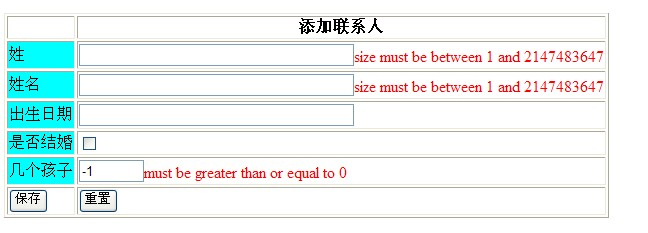 添加联系人
姓 size must be between 1 and 2147483647
姓名 size must be between 1 and 2147483647
出生日期
是否结婚
几个孩子 -1 must be greater than or equal to 0
保存 重置